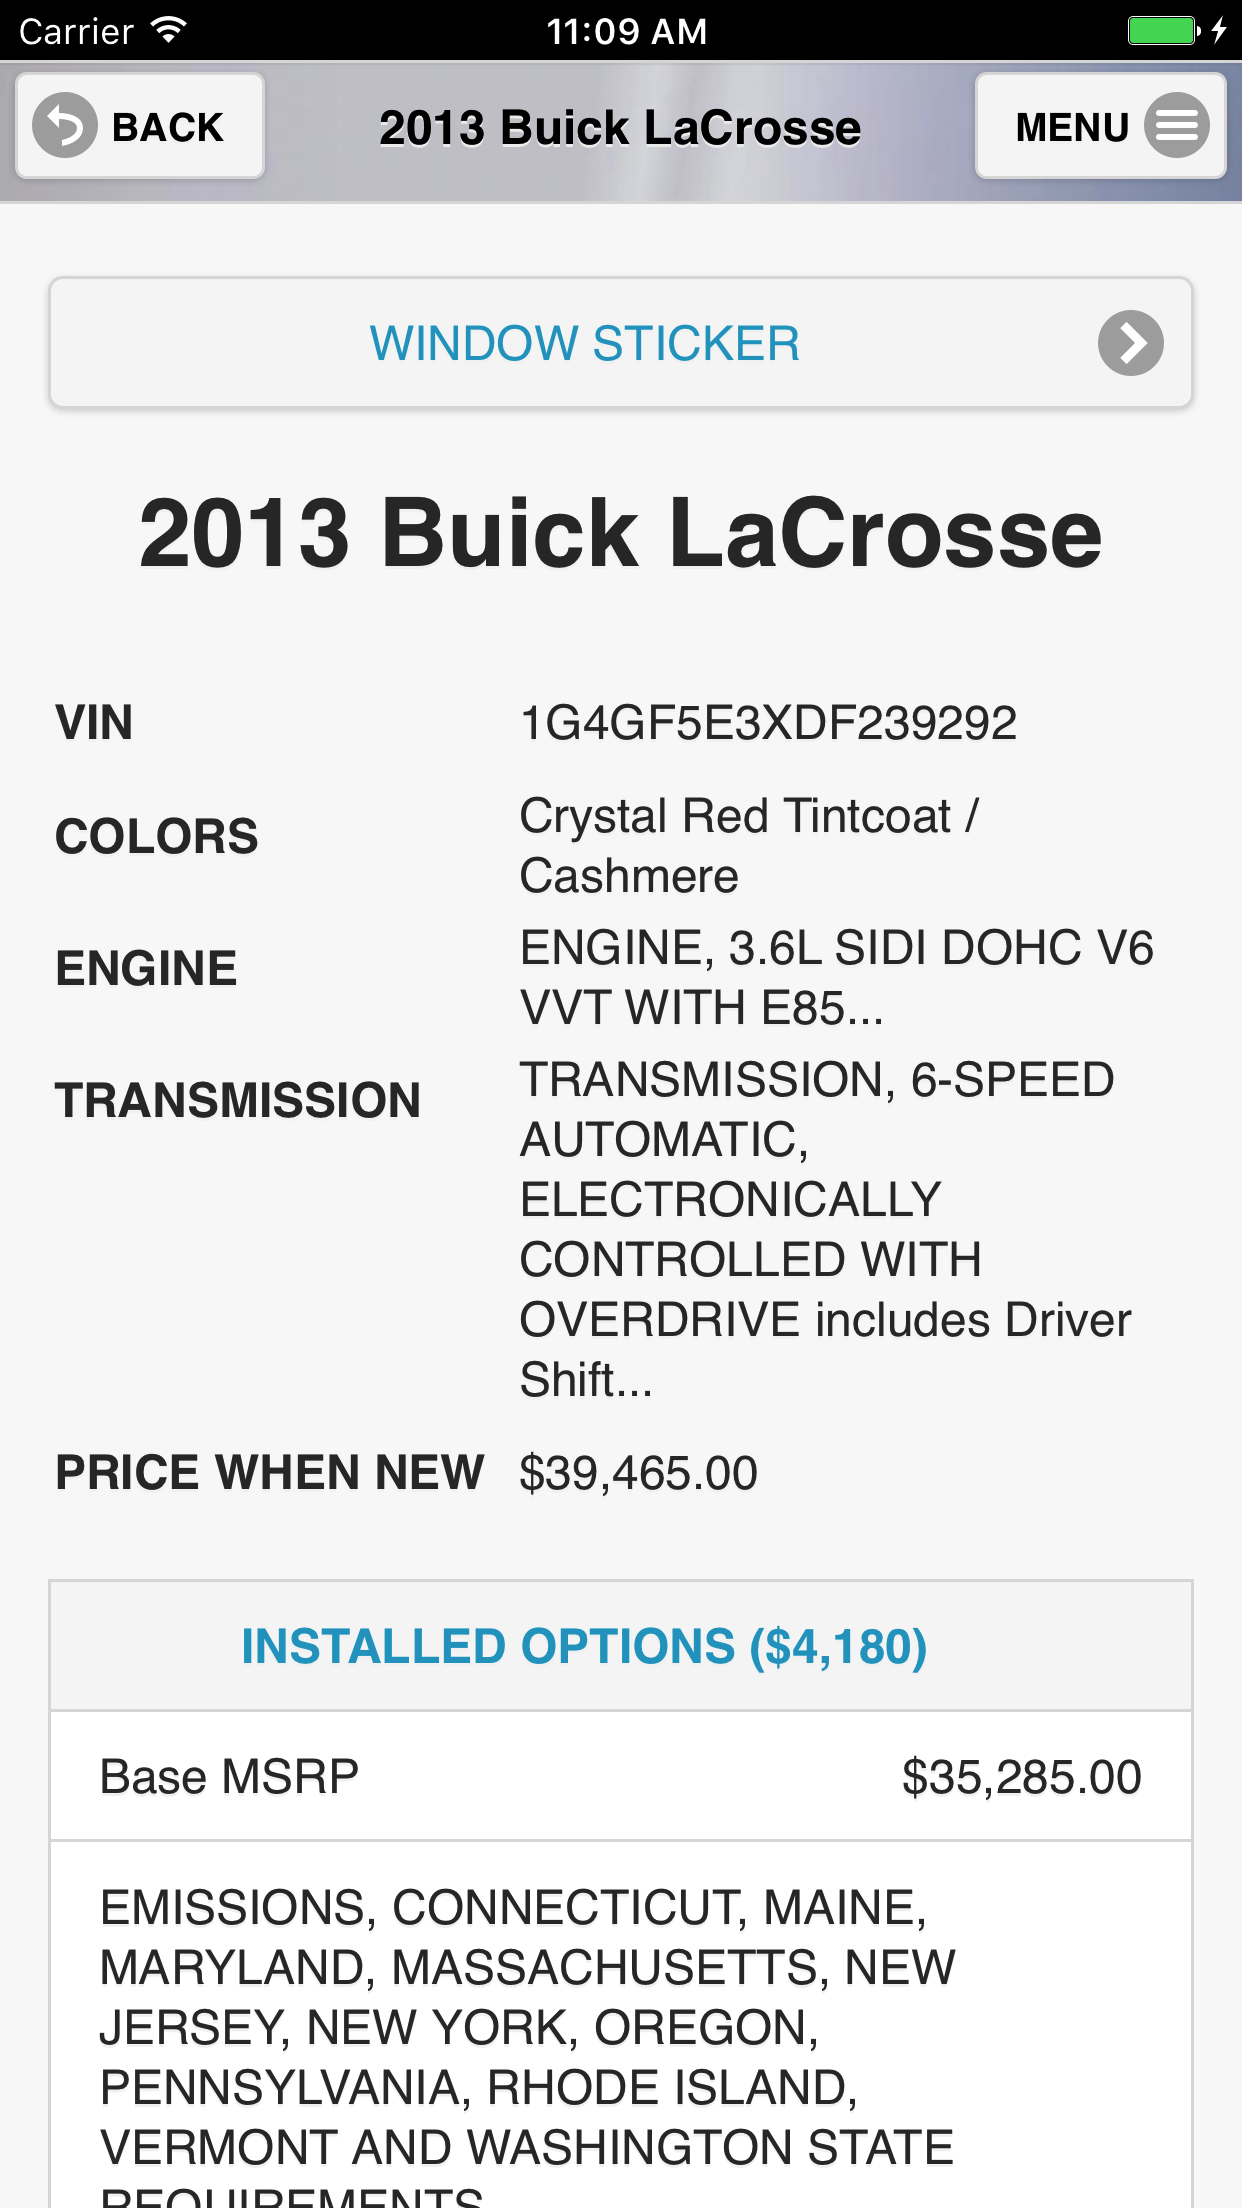 Carrier 11:09 AM
BACK 2013 Buick LaCrosse MENU
WINDOW STICKER
2013 Buick LaCrosse
VIN 1G4GF5E3XDF239292
COLORS Crystal Red Tintcoat /
Cashmere
ENGINE ENGINE, 3.6L SIDI DOHC V6
VVT WITH E85...
TRANSMISSION TRANSMISSION, 6-SPEED
AUTOMATIC,
ELECTRONICALLY
CONTROLLED WITH
OVERDRIVE includes Driver
Shift...
PRICE WHEN NEW $39,465.00
INSTALLED OPTIONS ($4,180)
Base MSRP $35,285.00
EMISSIONS, CONNECTICUT, MAINE,
MARYLAND, MASSACHUSETTS, NEW
JERSEY, NEW YORK, OREGON,
PENNSYLVANIA, RHODE ISLAND,
VERMONT AND WASHINGTON STATE
REQUIREMENTS